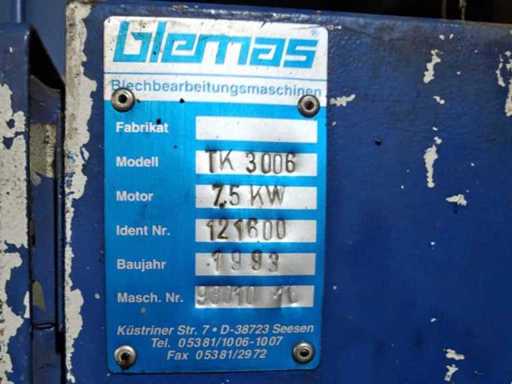 blemas®
Blechbearbeitungsmaschinen
Fabrikat
Modell TK 3006
Motor 7,5 KW
Ident Nr. 121600
Baujahr 1993
Masch. Nr.
Küstriner Str. 7 • D-38723 Seesen
Tel. 05381/1006-1007
Fax 05381/2972